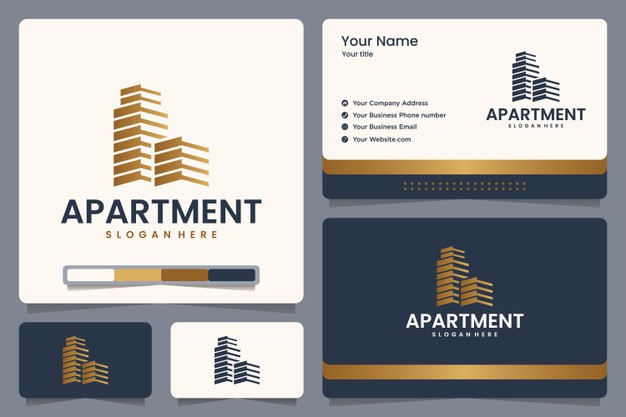 APARTMENT
SLOGAN HERE
Your Name
Your title
Your Company Address
Your Business Phone number
Your Business Email
Your Website.com
APARTMENT
SLOGAN HERE
APARTMENT
SLOGAN HERE